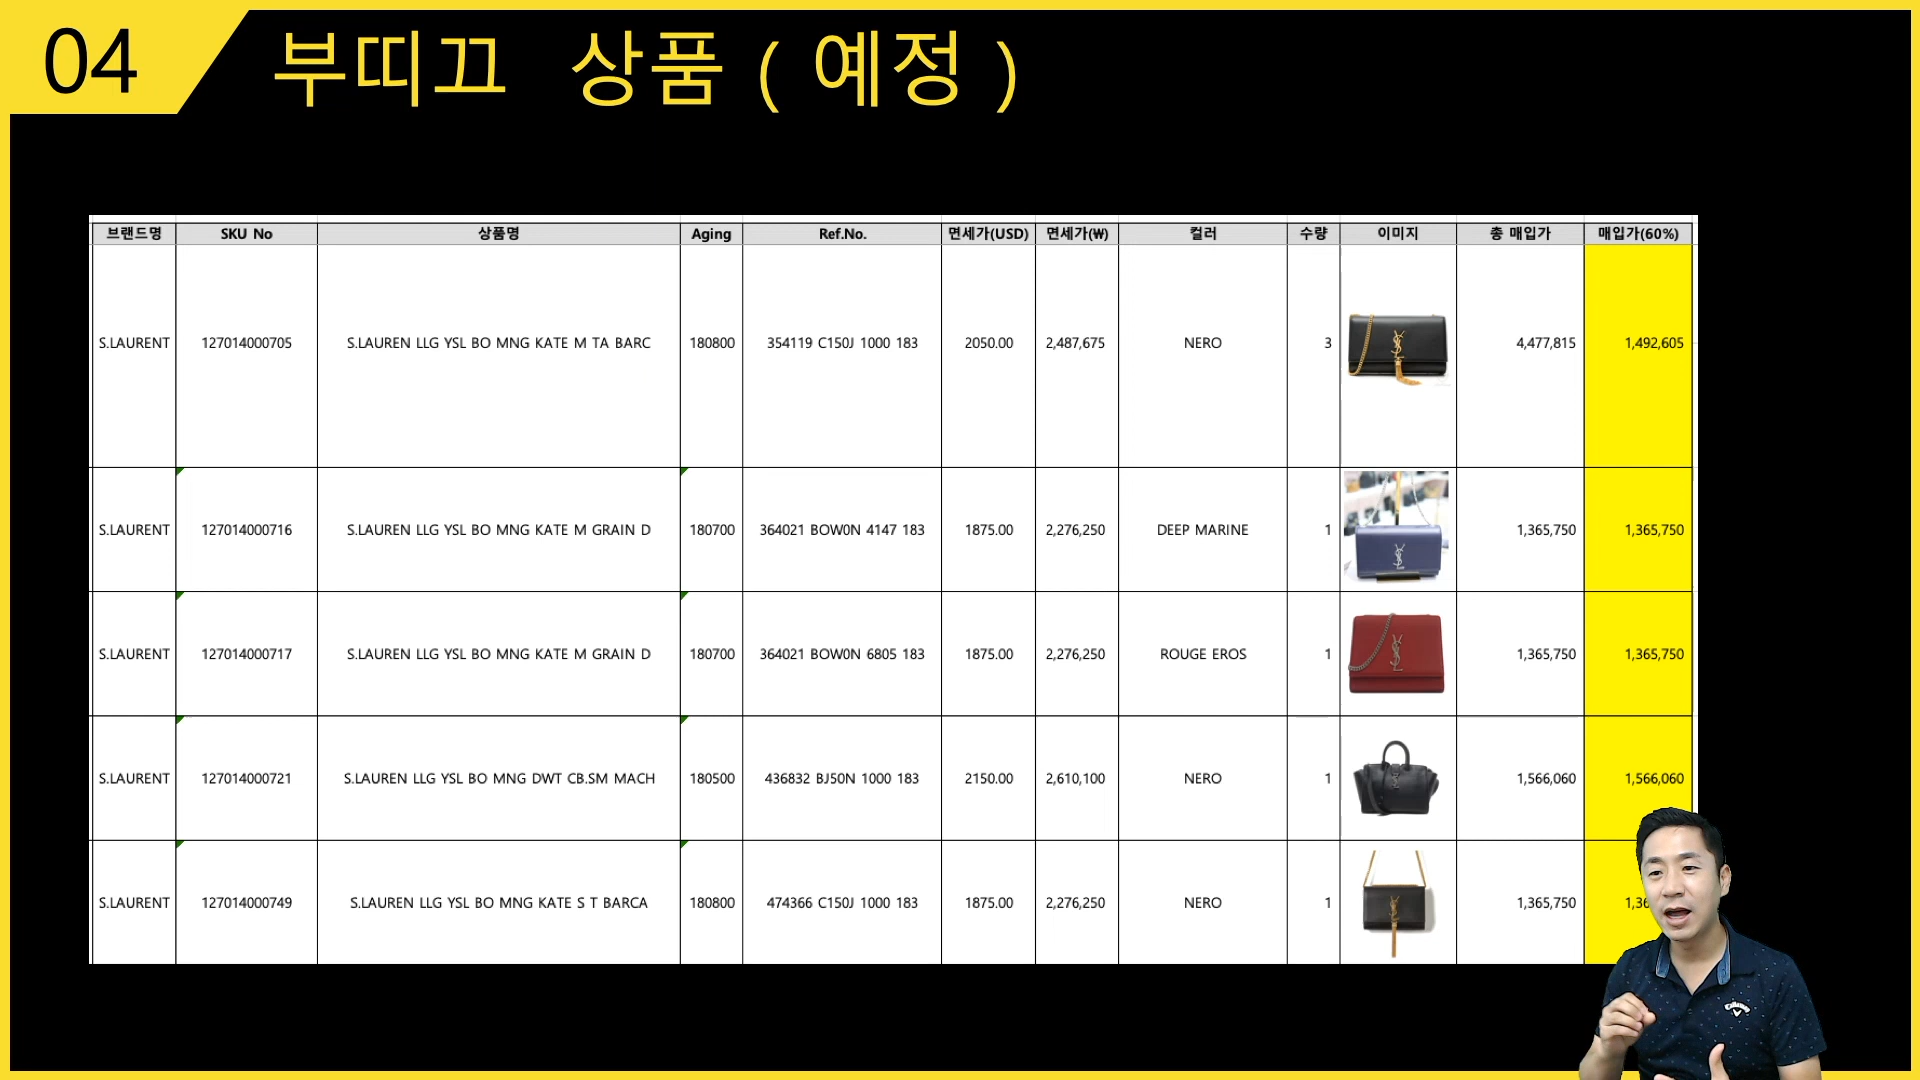 04
부띠끄 상품 ( 예정 )
브랜드명 SKU No 상품명 Aging Ref.No. 면세가(USD) 면세가(₩) 컬러 수량 이미지 총 매입가 매입가(60%)
S.LAURENT 127014000705 S.LAUREN LLG YSL BO MNG KATE M TA BARC 180800 354119 C150J 1000 183 2050.00 2,487,675 NERO 3 4,477,815 1,492,605
S.LAURENT 127014000716 S.LAUREN LLG YSL BO MNG KATE M GRAIN D 180700 364021 BOW0N 4147 183 1875.00 2,276,250 DEEP MARINE 1 1,365,750 1,365,750
S.LAURENT 127014000717 S.LAUREN LLG YSL BO MNG KATE M GRAIN D 180700 364021 BOW0N 6805 183 1875.00 2,276,250 ROUGE EROS 1 1,365,750 1,365,750
S.LAURENT 127014000721 S.LAUREN LLG YSL BO MNG DWT CB.SM MACH 180500 436832 BJ50N 1000 183 2150.00 2,610,100 NERO 1 1,566,060 1,566,060
S.LAURENT 127014000749 S.LAUREN LLG YSL BO MNG KATE S T BARCA 180800 474366 C150J 1000 183 1875.00 2,276,250 NERO 1 1,365,750
Callaway